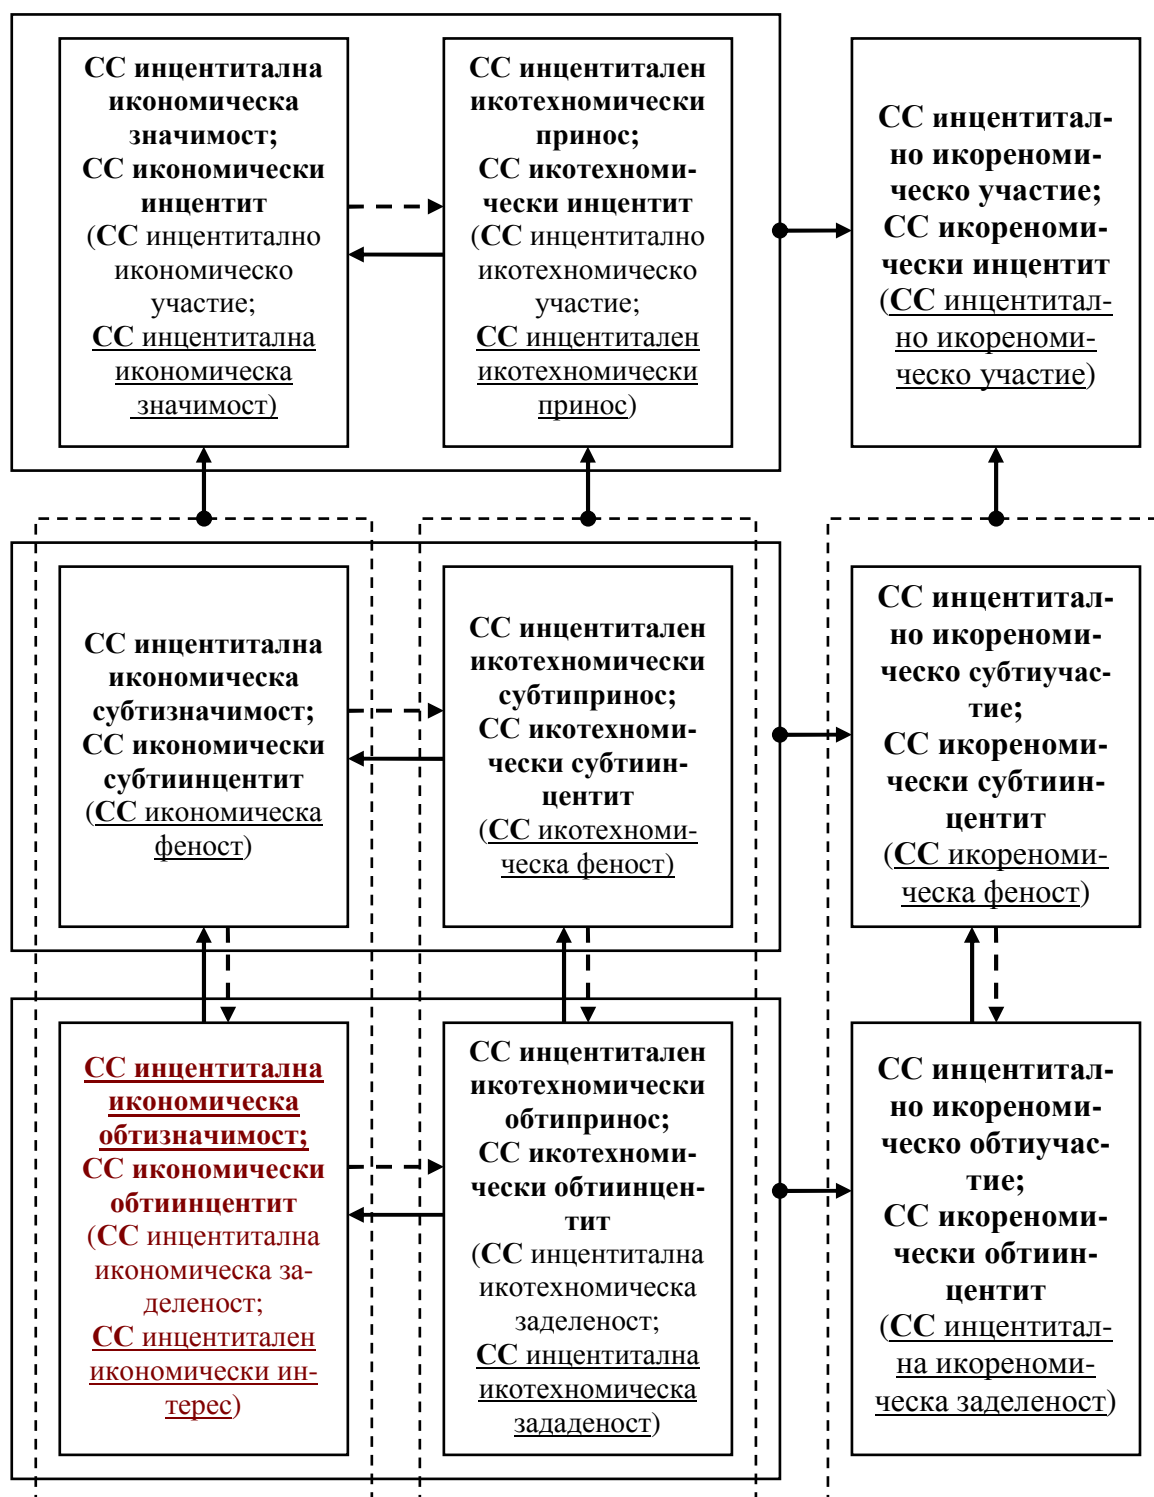 СС инцентитална
икономическа
значимост;
СС икономически
инцентит
(СС инцентитално
икономическо
участие;
СС инцентитална
икономическа
значимост)
СС инцентитален
икотехномически
принос;
СС икотехноми-
чески инцентит
(СС инцентитално
икотехномическо
участие;
СС инцентитален
икотехномически
принос)
СС инцентитал-
но икореноми-
ческо участие;
СС икореноми-
чески инцентит
(СС инцентитал-
но икореноми-
ческо участие)
СС инцентитална
икономическа
субтизначимост;
СС икономически
субтиинцентит
(СС икономическа
феност)
СС инцентитален
икотехномически
субтипринос;
СС икотехноми-
чески субтиин-
центит
(СС икотехноми-
ческа феност)
СС инцентитал-
но икореноми-
ческо субтиучас-
тие;
СС икореноми-
чески субтиин-
центит
(СС икореноми-
ческа феност)
СС инцентитална
икономическа
обтизначимост;
СС икономически
обтиинцентит
(СС инцентитална
икономическа за-
деленост;
СС инцентитален
икономически ин-
терес)
СС инцентитален
икотехномически
обтипринос;
СС икотехноми-
чески обтиинцен-
тит
(СС инцентитална
икотехномическа
заделеност;
СС инцентитална
икотехномическа
зададеност)
СС инцентитал-
но икореноми-
ческо обтиучас-
тие;
СС икореноми-
чески обтиин-
центит
(СС инцентитал-
на икореноми-
ческа заделеност)